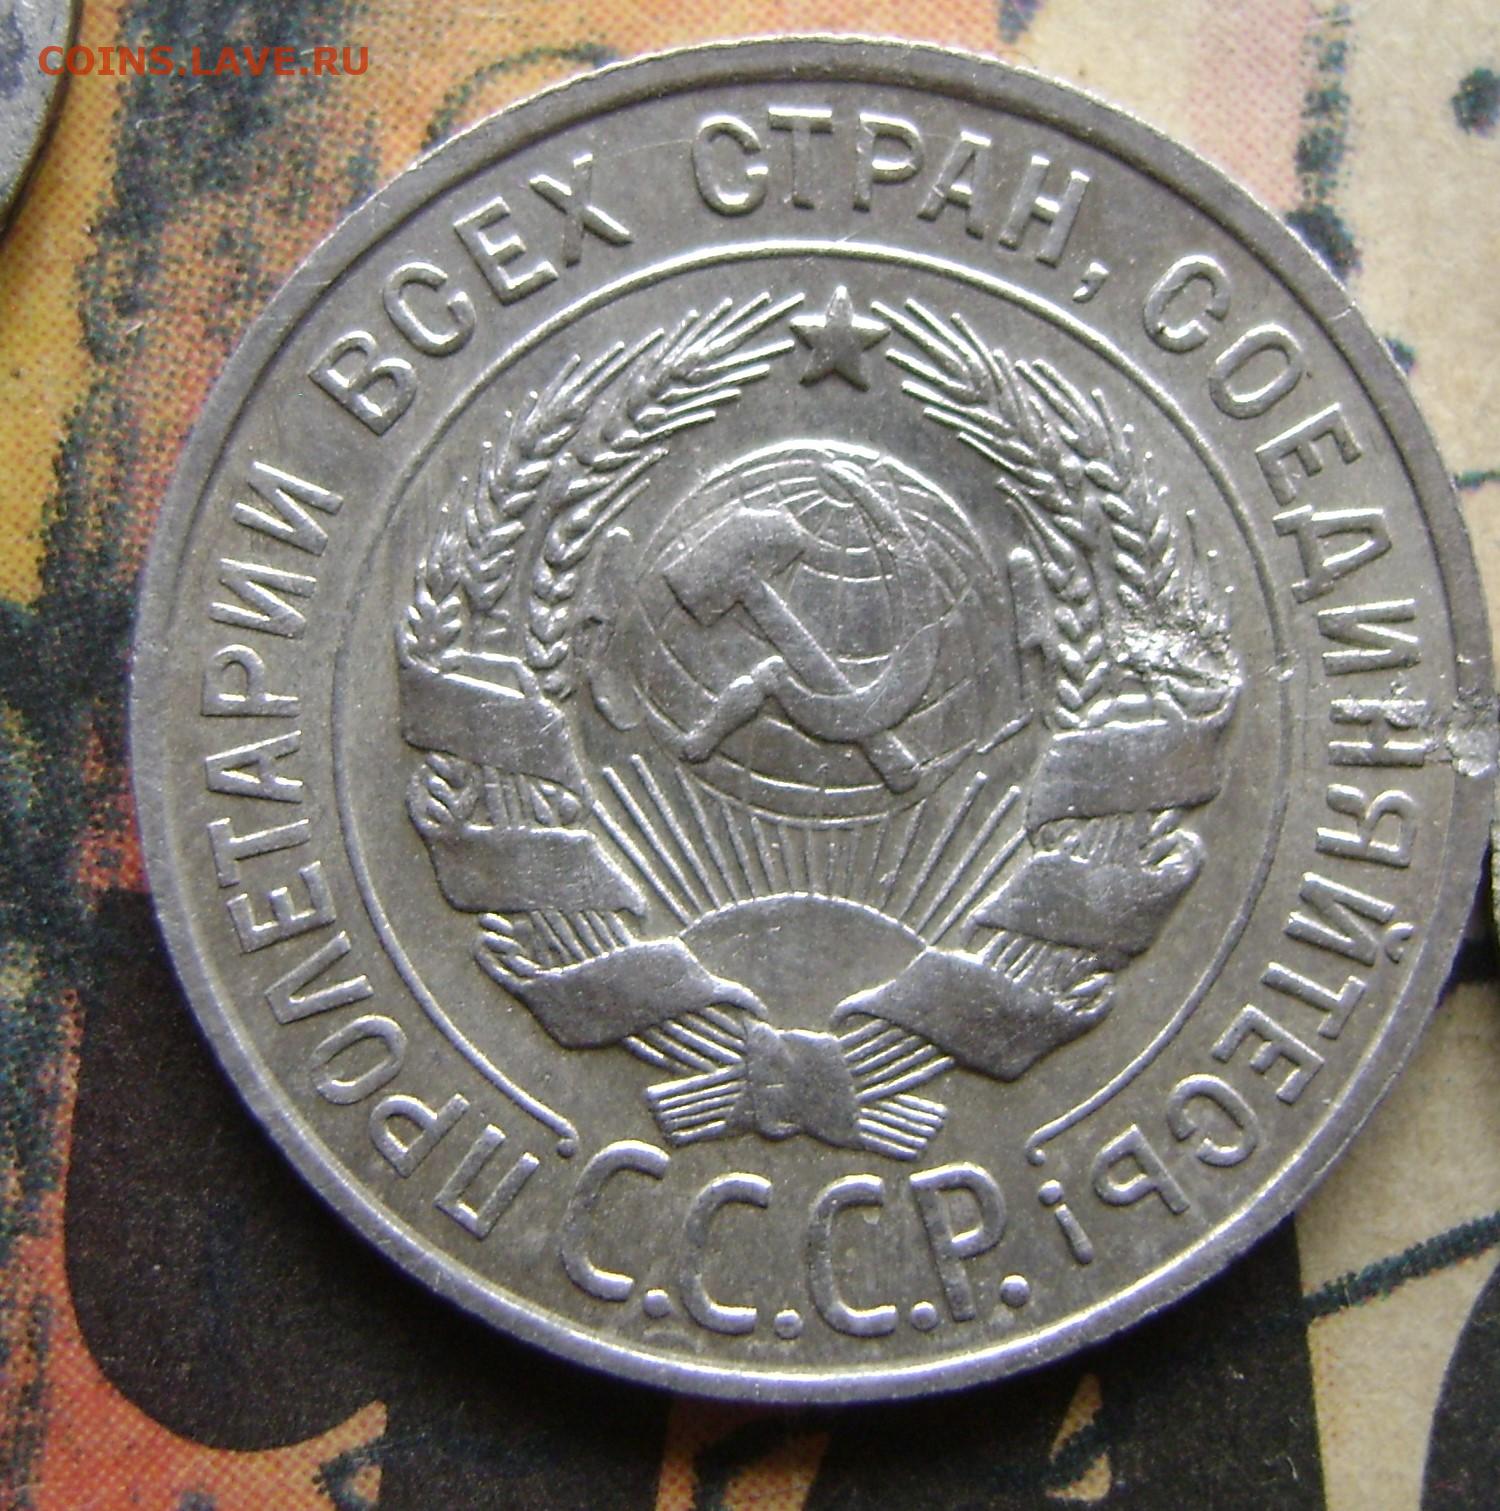 COINS.LAVE.RU
ПРОЛЕТАРИИ ВСЕХ СТРАН, СОЕДИНЯЙТЕСЬ!
С.С.С.Р.